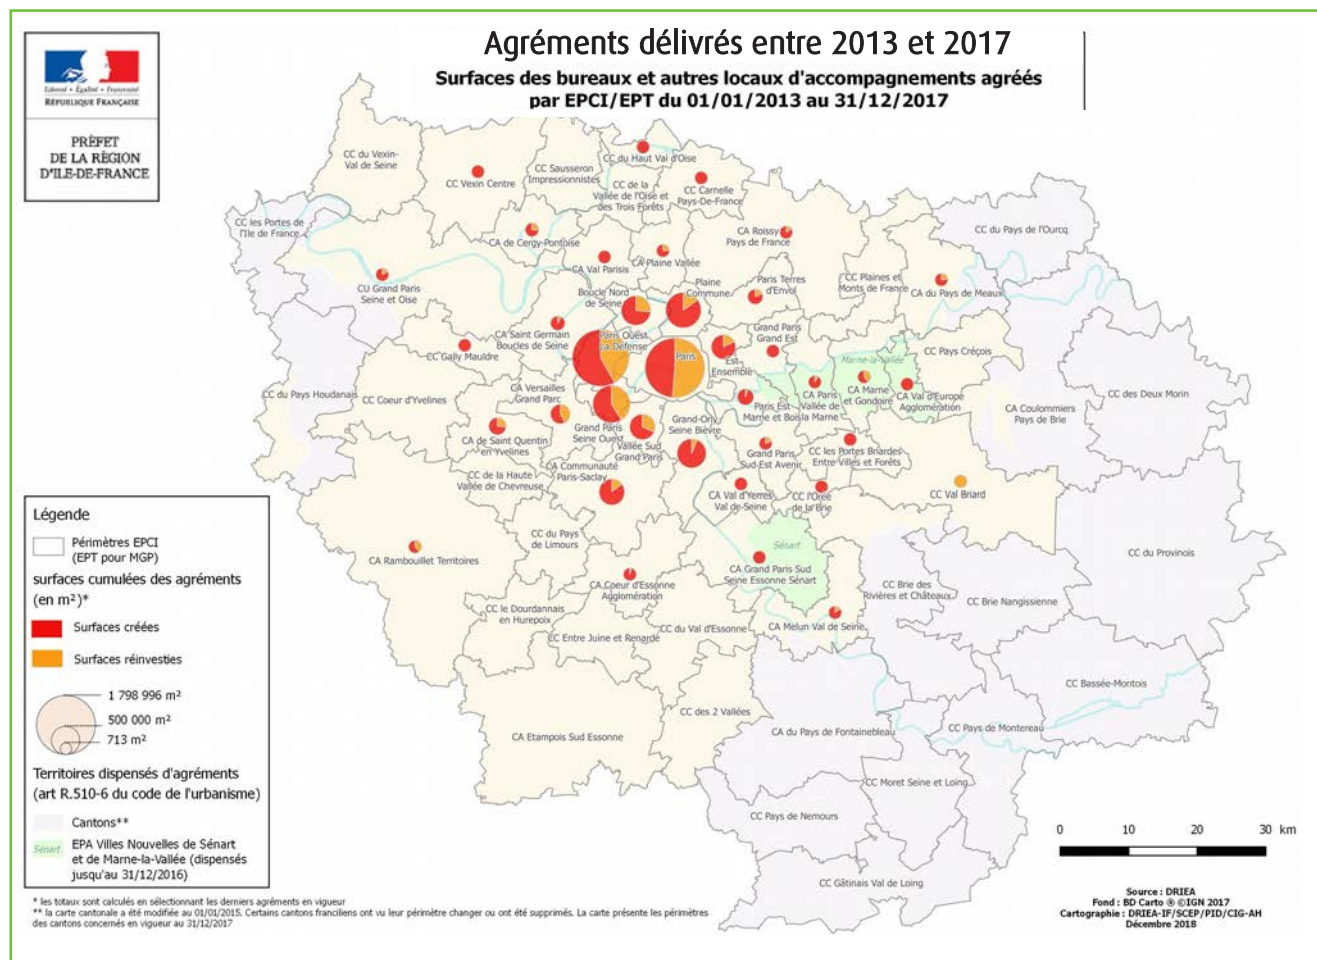 Agréments délivrés entre 2013 et 2017
Surfaces des bureaux et autres locaux d'accompagnements agréés
par EPCI/EPT du 01/01/2013 au 31/12/2017
Liberté • Égalité • Fraternité
RÉPUBLIQUE FRANÇAISE
PRÉFET
DE LA RÉGION
D'ILE-DE-FRANCE
CC du Vexin-
Val de Seine
CC Vexin Centre
CC Sausseron
Impressionnistes
CC du Haut Val d'Oise
CC de la
Vallée de l'Oise et
des Trois Forêts
CC Carnelle
Pays-De-France
CC les Portes de
l'Ile de France
CA de Cergy-Pontoise
CA Roissy
Pays de France
CC du Pays de l'Ourcq
CA Val Parisis
CA Plaine Vallée
CU Grand Paris
Seine et Oise
Boucle Nord
de Seine
Plaine
Commune
Paris Terres
d'Envol
CC Plaines et
Monts de France
CA du Pays de Meaux
CA Saint Germain
Boucles de Seine
Paris Ouest
La Défense
Grand Paris
Grand Est
CC Gally Mauldre
Paris
Est
Ensemble
Marne-la-Vallée
CC Pays Créçois
CC du Pays Houdanais
CC Coeur d'Yvelines
CA Versailles
Grand Parc
Paris Est
Marne et Bois
CA Paris
Vallée de
la Marne
CA Marne
et Gondoire
CA Val d'Europe
Agglomération
CA Coulommiers
Pays de Brie
CC des Deux Morin
CA de Saint Quentin
en Yvelines
Grand Paris
Seine Ouest
Vallée Sud
Grand Paris
Grand-Orly
Seine Bièvre
Grand Paris
Sud Est Avenir
CC les Portes Briardes
Entre Villes et Forêts
CC de la Haute
Vallée de Chevreuse
CA Communauté
Paris-Saclay
CA Val d'Yerres
Val-de-Seine
CC l'Orée
de la Brie
CC Val Briard
CC du Pays
de Limours
Sénart
CA Rambouillet Territoires
CA Grand Paris Sud
Seine Essonne Sénart
CC du Provinois
CA Coeur d'Essonne
Agglomération
CC Brie des
Rivières et Châteaux
CC Brie Nangissienne
CC le Dourdannais
en Hurepoix
CC Entre Juine et Renarde
CC du Val d'Essonne
CA Melun Val de Seine
CC Bassée-Montois
CC des 2 Vallées
CA Etampois Sud Essonne
CA du Pays de Fontainebleau
CC Pays de Montereau
CC Moret Seine et Loing
CC Pays de Nemours
CC Gâtinais Val de Loing
Légende
Périmètres EPCI
(EPT pour MGP)
surfaces cumulées des agréments
(en m²)*
Surfaces créées
Surfaces réinvesties
1 798 996 m²
500 000 m²
713 m²
Territoires dispensés d'agréments
(art R.510-6 du code de l'urbanisme)
Cantons**
Sénart
EPA Villes Nouvelles de Sénart
et de Marne-la-Vallée (dispensés
jusqu'au 31/12/2016)
0 10 20 30 km
* les totaux sont calculés en sélectionnant les derniers agréments en vigueur
** la carte cantonale a été modifiée au 01/01/2015. Certains cantons franciliens ont vu leur périmètre changer ou ont été supprimés. La carte présente les périmètres
des cantons concernés en vigueur au 31/12/2017
Source : DRIEA
Fond : BD Carto ® ©IGN 2017
Cartographie : DRIEA-IF/SCEP/PID/CIG-AH
Décembre 2018